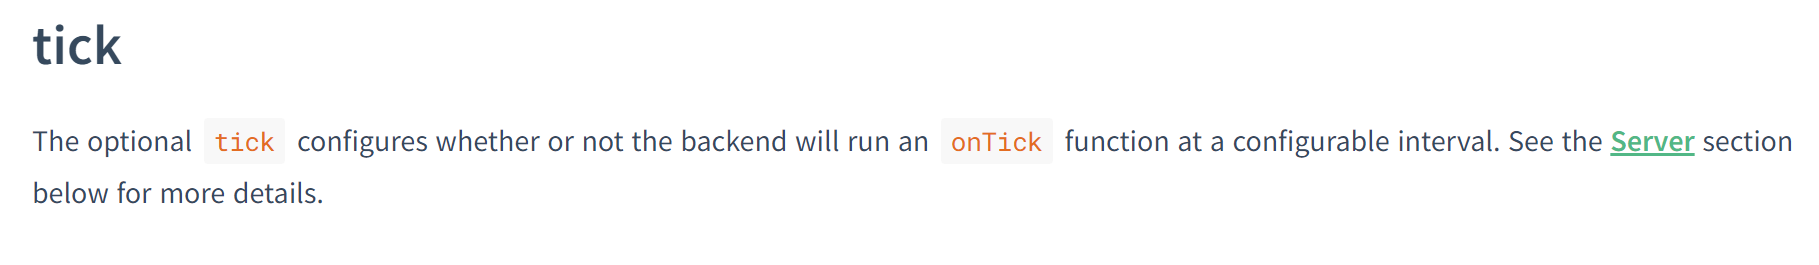 tick
The optional tick configures whether or not the backend will run an onTick function at a configurable interval. See the Server section
below for more details.